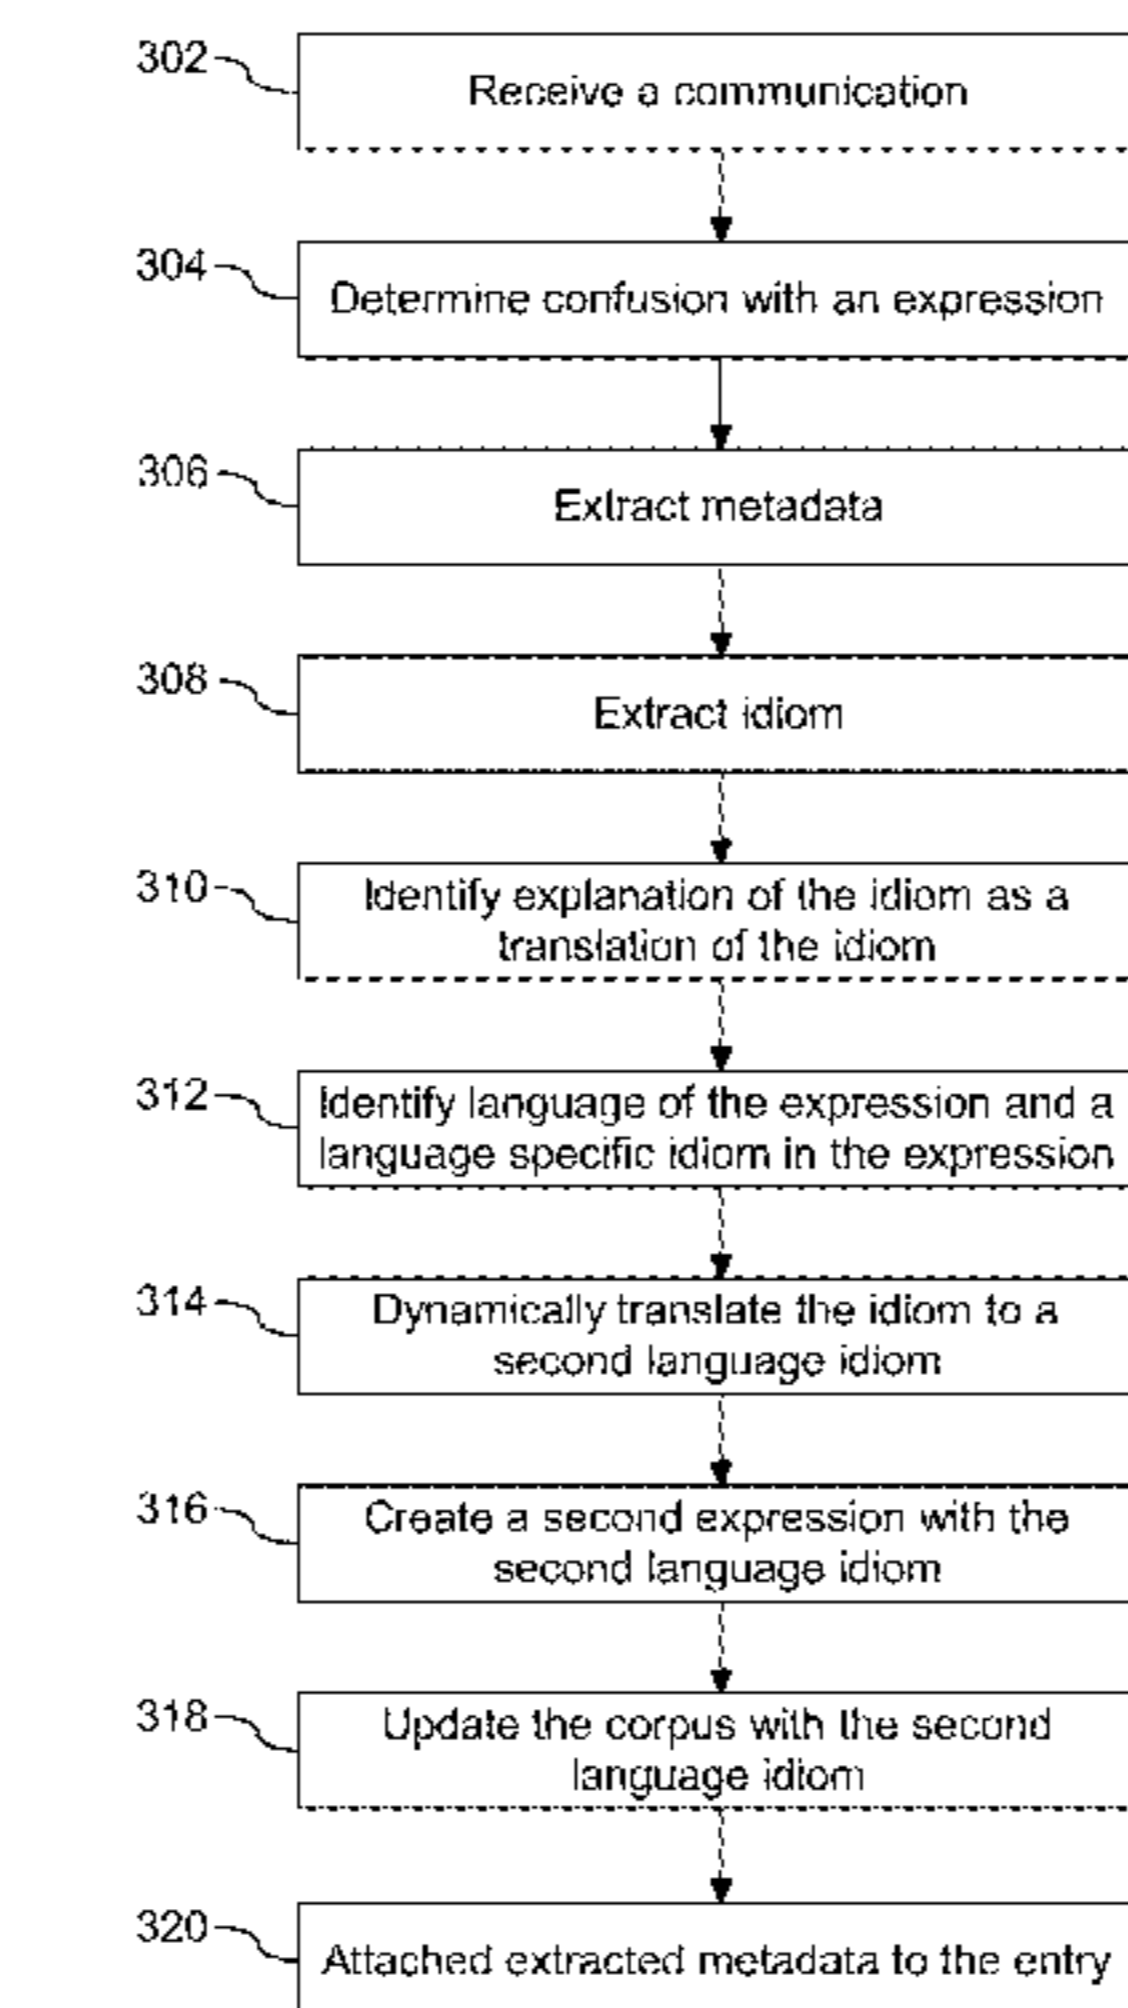 302
Receive a communication
304
Determine confusion with an expression
306
Extract metadata
308
Extract idiom
310
Identify explanation of the idiom as a
translation of the idiom
312
Identify language of the expression and a
language specific idiom in the expression
314
Dynamically translate the idiom to a
second language idiom
316
Create a second expression with the
second language idiom
318
Update the corpus with the second
language idiom
320
Attached extracted metadata to the entry